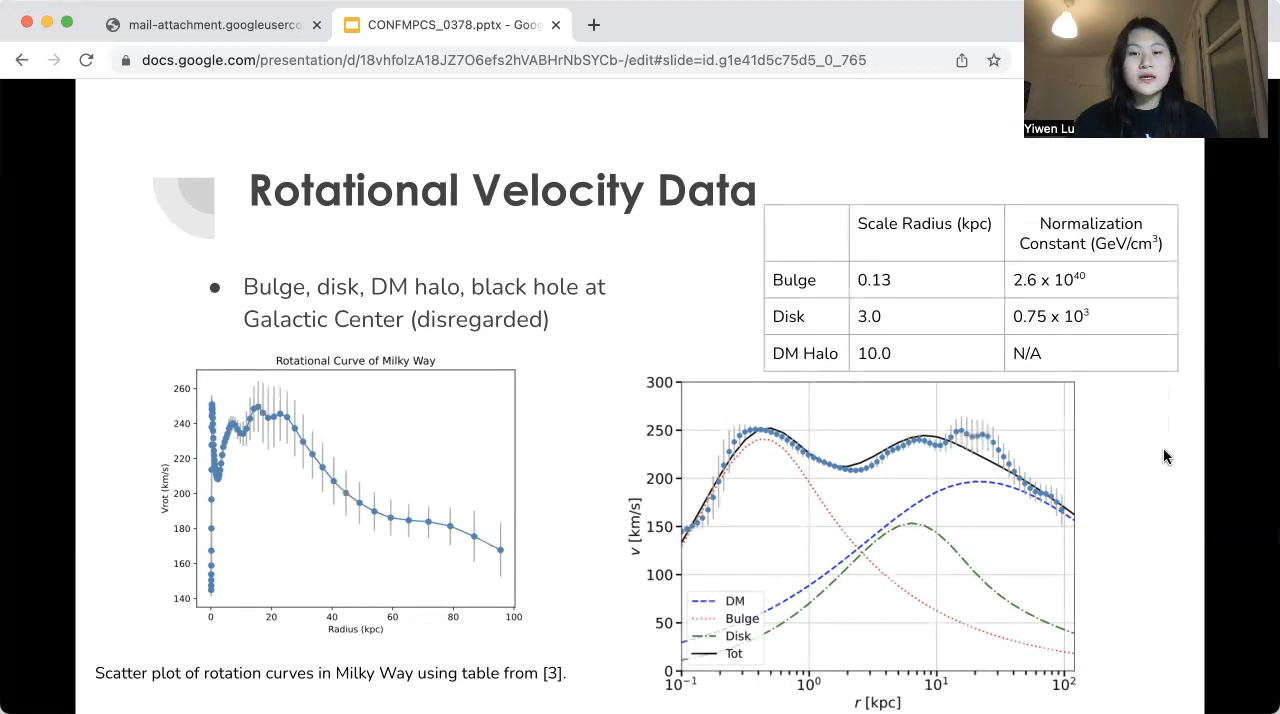 mail-attachment.googleuserco
CONFMPCS_0378.pptx - Goog
docs.google.com/presentation/d/18vhfolzA18JZ7O6efs2hVABHrNbSYCb-/edit#slide=id.g1e41d5c75d5_0_765
Yiwen Lu
Rotational Velocity Data
Scale Radius (kpc)
Normalization
Constant (GeV/cm³)
Bulge 0.13 2.6 x 10⁴⁰
Disk 3.0 0.75 x 10³
DM Halo 10.0 N/A
● Bulge, disk, DM halo, black hole at
Galactic Center (disregarded)
Rotational Curve of Milky Way
260
240
220
200
180
160
140
Vrot (km/s)
0 20 40 60 80 100
Radius (kpc)
Scatter plot of rotation curves in Milky Way using table from [3].
300
250
200
150
100
50
0
v [km/s]
DM
Bulge
Disk
Tot
10⁻¹ 10⁰ 10¹ 10²
r [kpc]